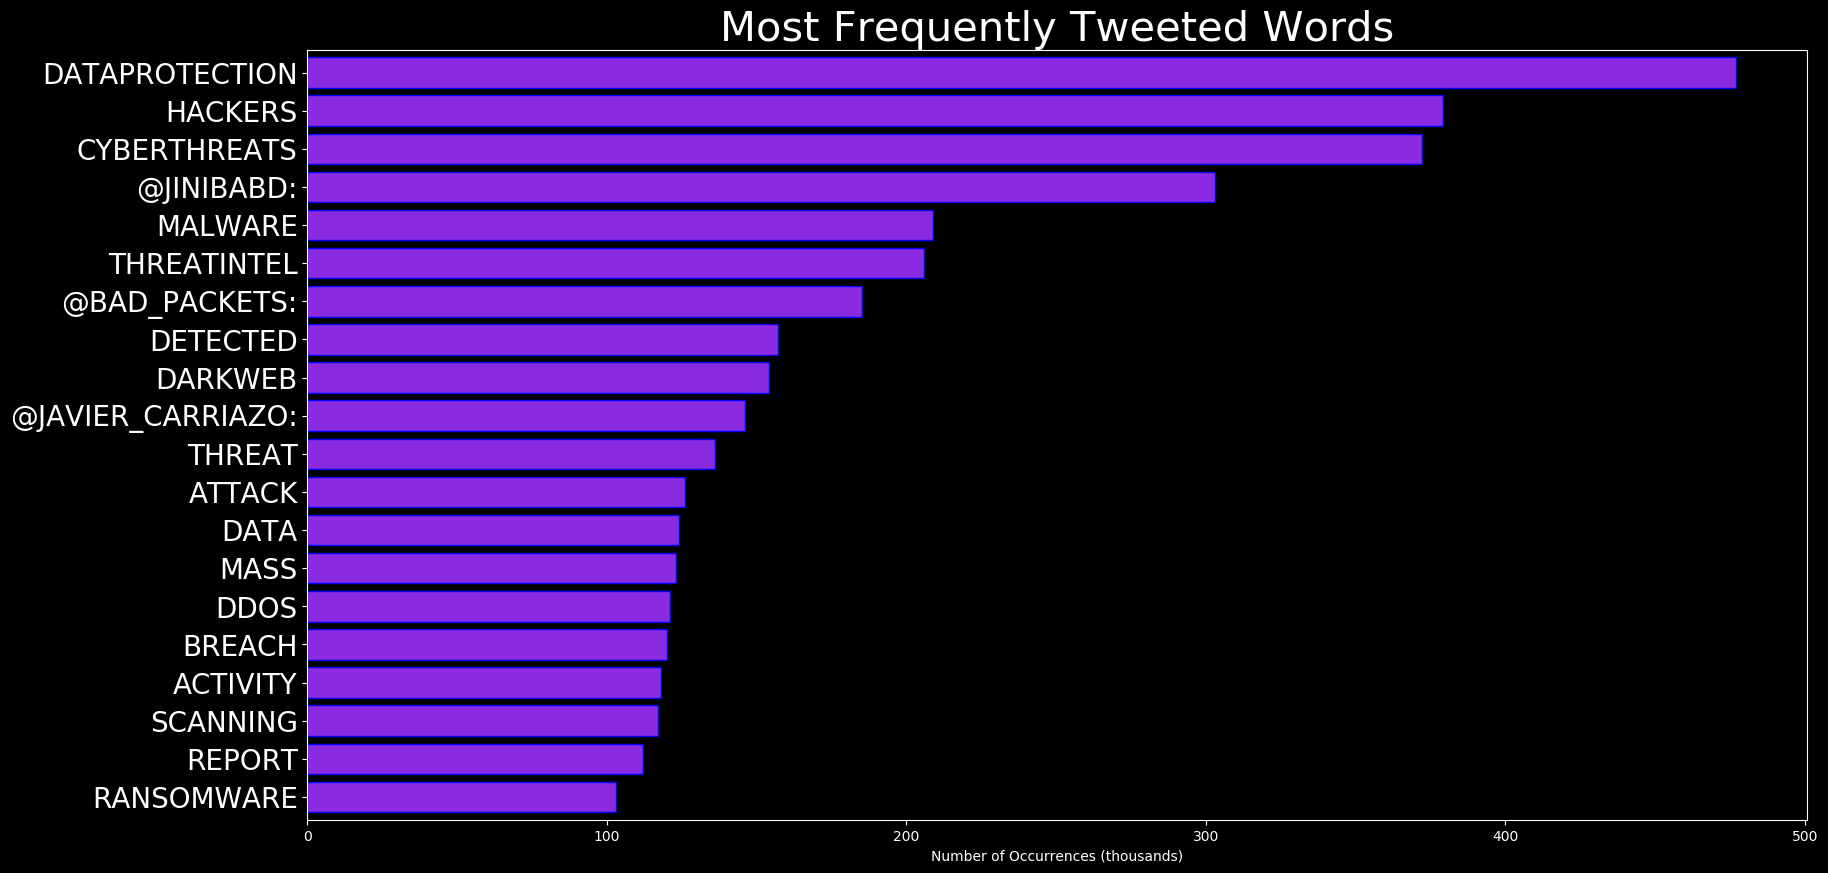 Most Frequently Tweeted Words
DATAPROTECTION
HACKERS
CYBERTHREATS
@JINIBABD:
MALWARE
THREATINTEL
@BAD_PACKETS:
DETECTED
DARKWEB
@JAVIER_CARRIAZO:
THREAT
ATTACK
DATA
MASS
DDOS
BREACH
ACTIVITY
SCANNING
REPORT
RANSOMWARE
0 100 200 300 400 500
Number of Occurrences (thousands)